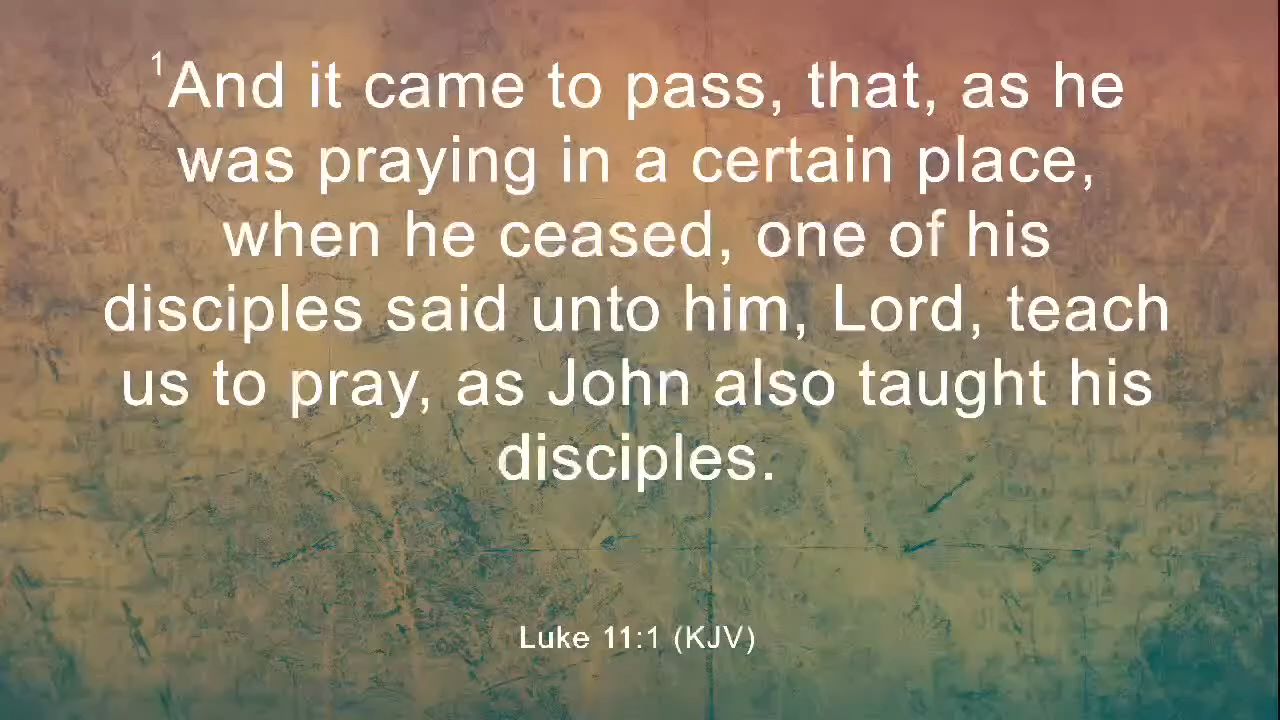 1And it came to pass, that, as he
was praying in a certain place,
when he ceased, one of his
disciples said unto him, Lord, teach
us to pray, as John also taught his
disciples.
Luke 11:1 (KJV)